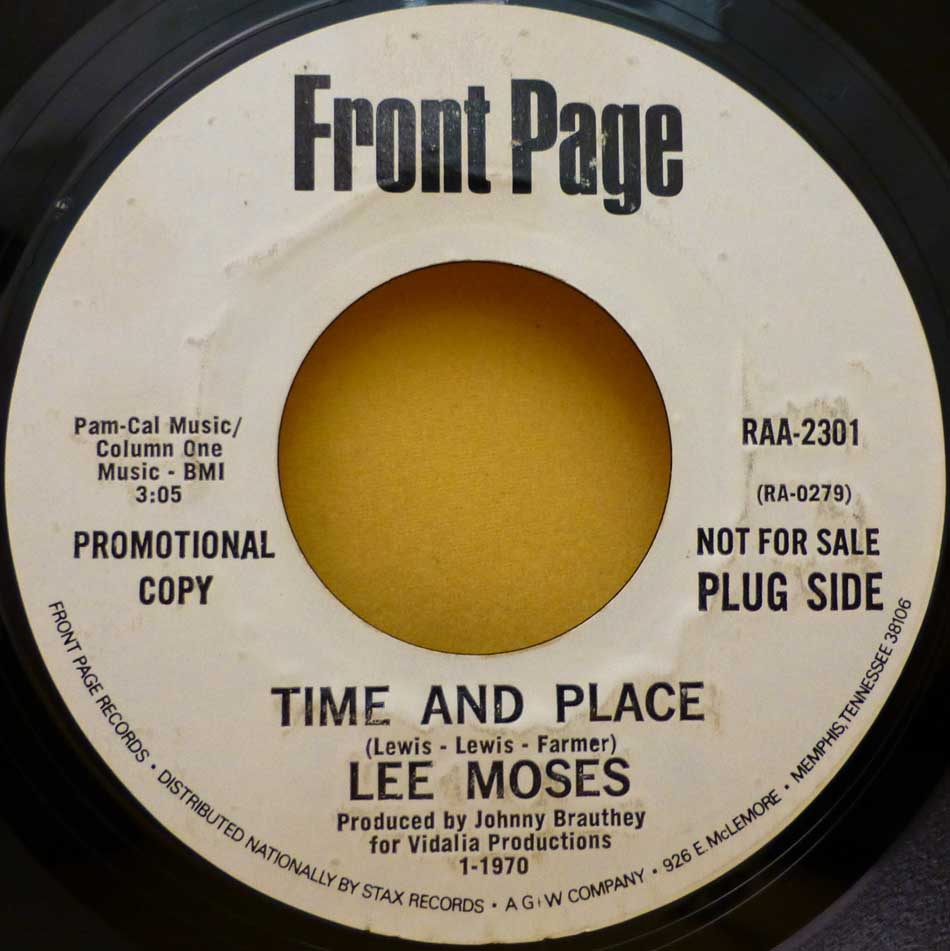 Front Page
Pam-Cal Music/
Column One
Music - BMI
3:05
PROMOTIONAL
COPY
RAA-2301
(RA-0279)
NOT FOR SALE
PLUG SIDE
TIME AND PLACE
(Lewis - Lewis - Farmer)
LEE MOSES
Produced by Johnny Brauthey
for Vidalia Productions
1-1970
FRONT PAGE RECORDS • DISTRIBUTED NATIONALLY BY STAX RECORDS • A G+W COMPANY • 926 E. McLEMORE • MEMPHIS, TENNESSEE 38106